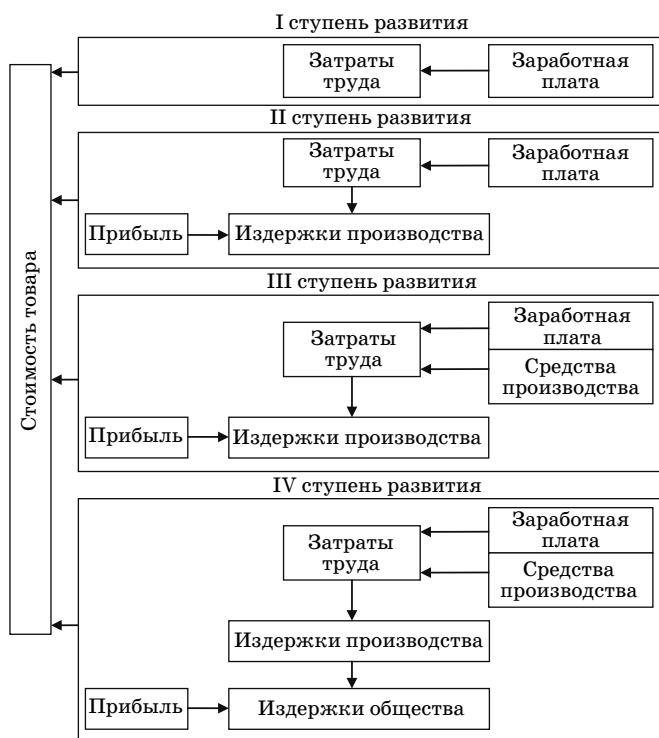 I ступень развития
Затраты
труда
Заработная
плата
II ступень развития
Затраты
труда
Заработная
плата
Прибыль
Издержки производства
III ступень развития
Затраты
труда
Заработная
плата
Средства
производства
Прибыль
Издержки производства
IV ступень развития
Затраты
труда
Заработная
плата
Средства
производства
Издержки производства
Прибыль
Издержки общества
Стоимость товара